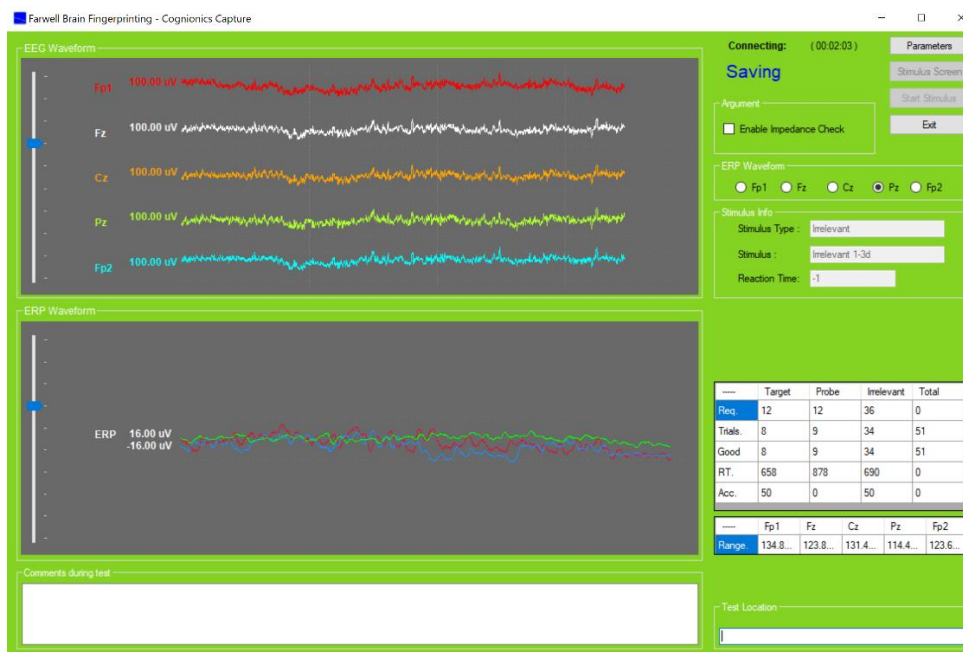 Farwell Brain Fingerprinting - Cognionics Capture
EEG Waveform
Fp1 100.00 uV
Fz 100.00 uV
Cz 100.00 uV
Pz 100.00 uV
Fp2 100.00 uV
ERP Waveform
ERP 16.00 uV
-16.00 uV
Comments during test
Connecting: ( 00:02:03 )
Saving
Parameters
Stimulus Screen
Start Stimulus
Exit
Argument
Enable Impedance Check
ERP Waveform
Fp1 Fz Cz Pz Fp2
Stimulus Info
Stimulus Type : Irrelevant
Stimulus : Irrelevant 1-3d
Reaction Time: -1
----- Target Probe Irrelevant Total
Req. 12 12 36 0
Trials. 8 9 34 51
Good 8 9 34 51
RT. 658 878 690 0
Acc. 50 0 50 0
----- Fp1 Fz Cz Pz Fp2
Range. 134.8... 123.8... 131.4... 114.4... 123.6...
Test Location